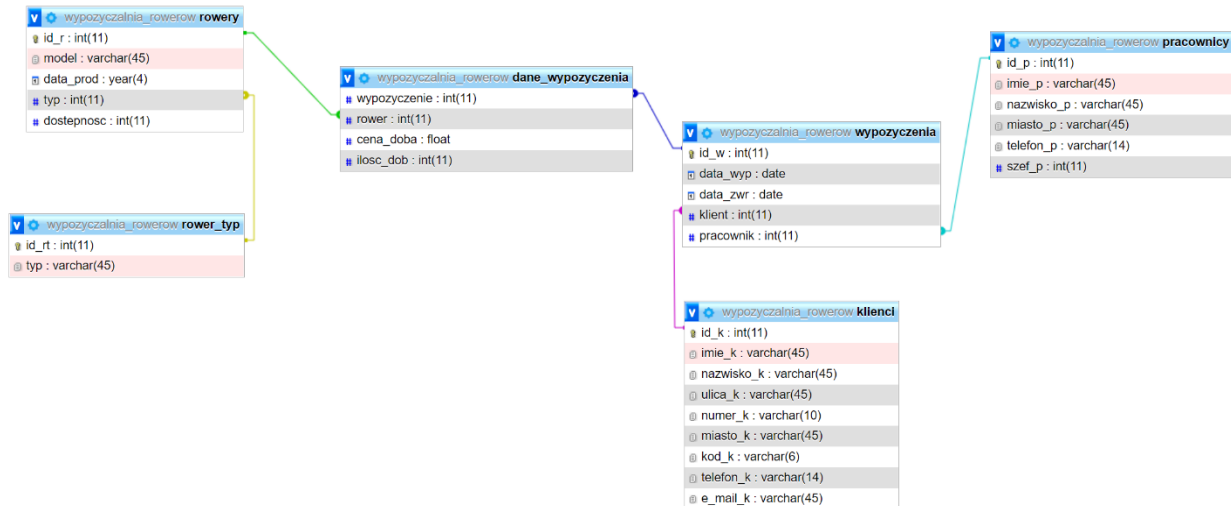 v wypozyczalnia_rowerow rowery
id_r : int(11)
model : varchar(45)
data_prod : year(4)
# typ : int(11)
# dostepnosc : int(11)
v wypozyczalnia_rowerow dane_wypozyczenia
# wypozyczenie : int(11)
# rower : int(11)
# cena_doba : float
# ilosc_dob : int(11)
v wypozyczalnia_rowerow pracownicy
id_p : int(11)
imie_p : varchar(45)
nazwisko_p : varchar(45)
miasto_p : varchar(45)
telefon_p : varchar(14)
# szef_p : int(11)
v wypozyczalnia_rowerow wypozyczenia
id_w : int(11)
data_wyp : date
data_zwr : date
# klient : int(11)
# pracownik : int(11)
v wypozyczalnia_rowerow rower_typ
id_rt : int(11)
typ : varchar(45)
v wypozyczalnia_rowerow klienci
id_k : int(11)
imie_k : varchar(45)
nazwisko_k : varchar(45)
ulica_k : varchar(45)
numer_k : varchar(10)
miasto_k : varchar(45)
kod_k : varchar(6)
telefon_k : varchar(14)
e_mail_k : varchar(45)